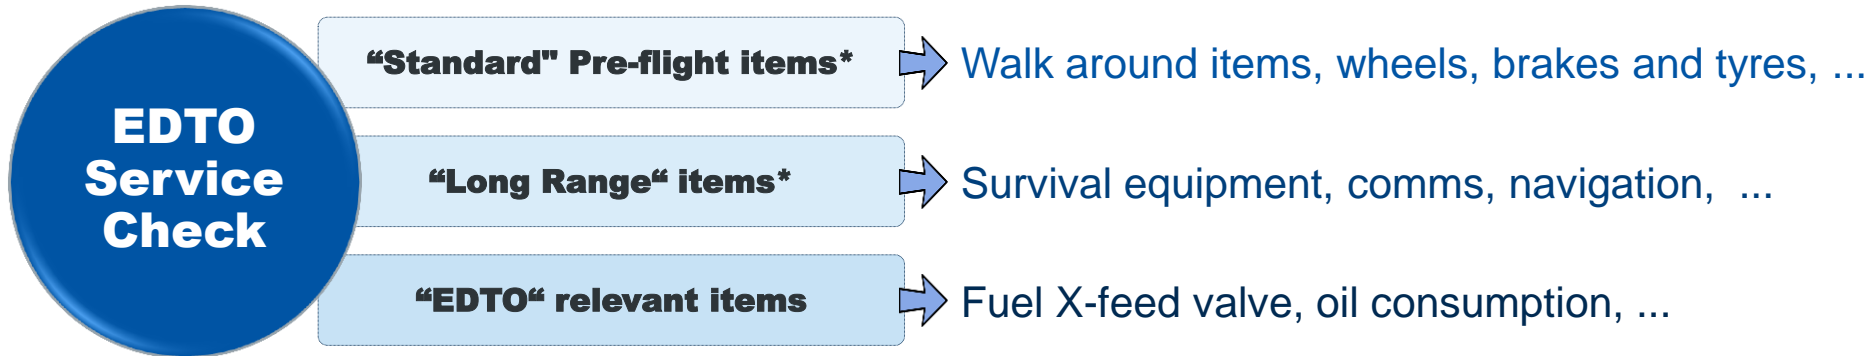 EDTO
Service
Check
“Standard" Pre-flight items*
Walk around items, wheels, brakes and tyres, ...
“Long Range“ items*
Survival equipment, comms, navigation,  ...
“EDTO“ relevant items
Fuel X-feed valve, oil consumption, ...